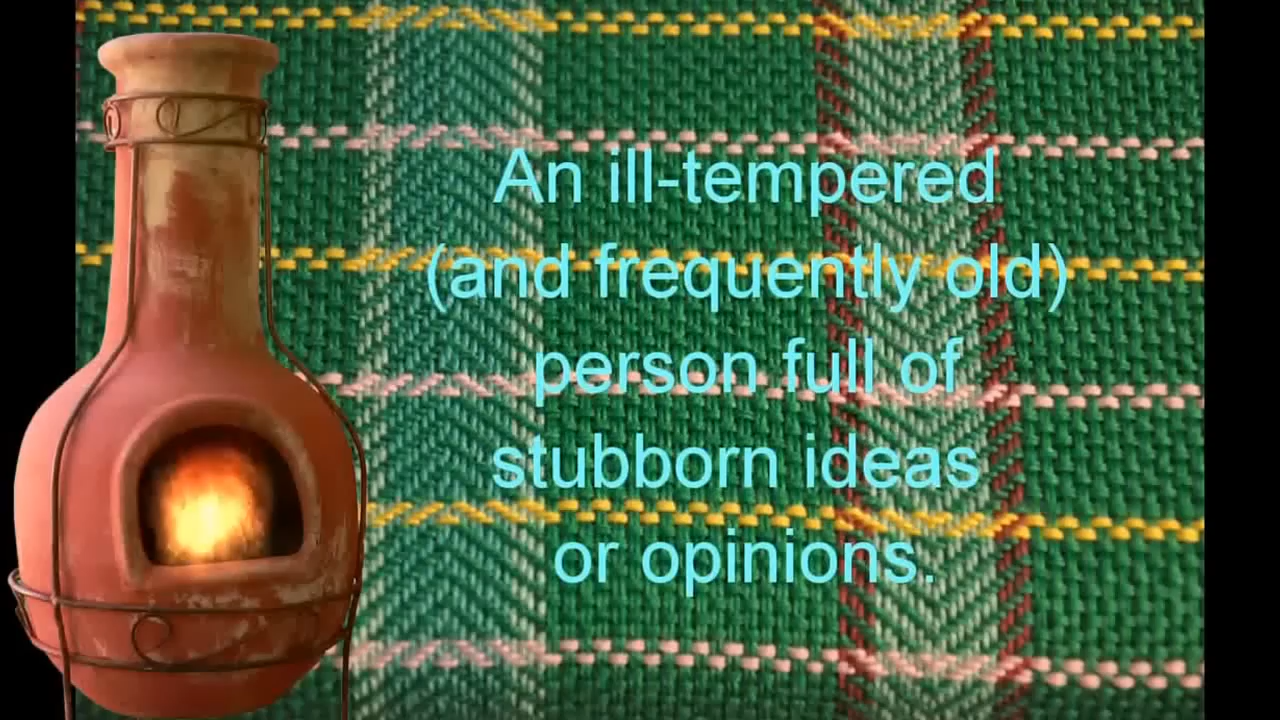 An ill-tempered
(and frequently old)
person full of
stubborn ideas
or opinions.